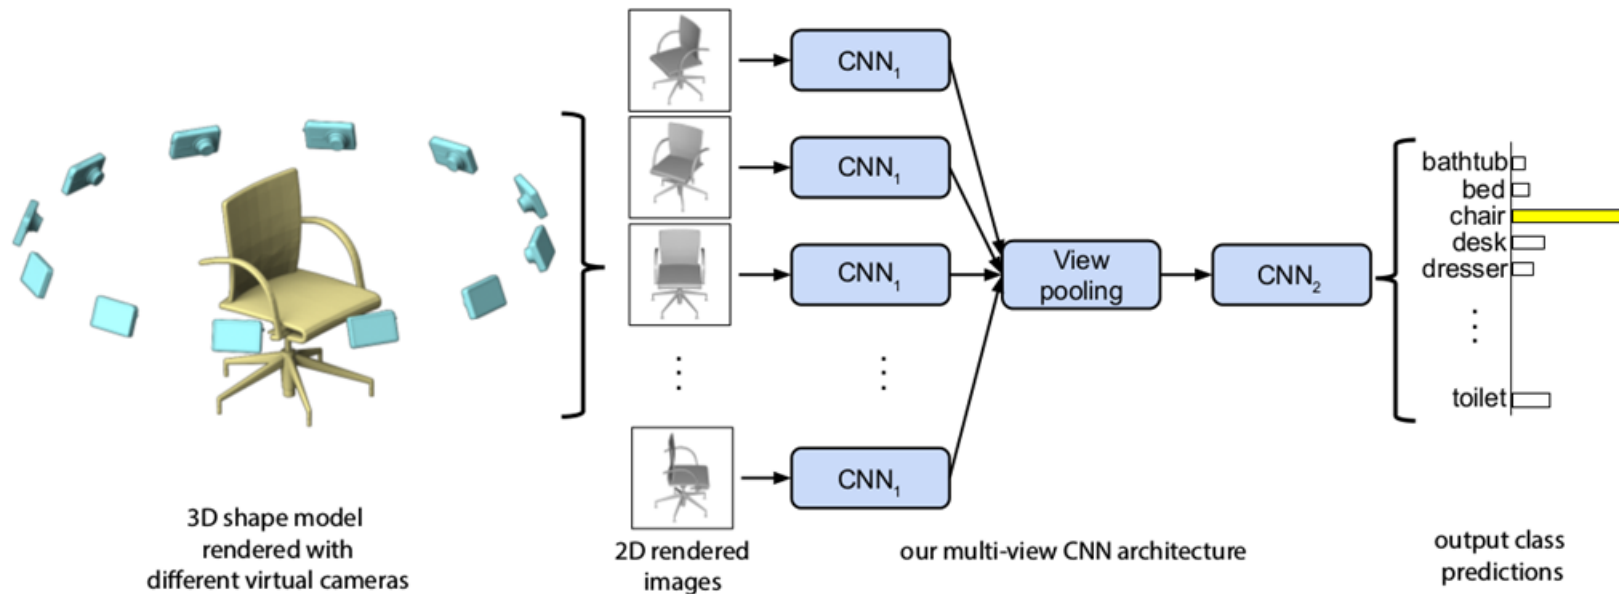 CNN1
CNN1
CNN1
CNN1
View
pooling
CNN2
bathtub
bed
chair
desk
dresser
toilet
3D shape model
rendered with
different virtual cameras
2D rendered
images
our multi-view CNN architecture
output class
predictions